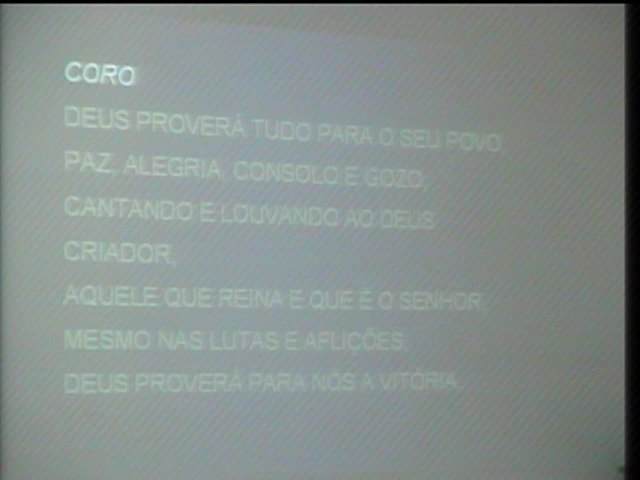 CORO
DEUS PROVERÁ TUDO PARA O SEU POVO,
PAZ, ALEGRIA, CONSOLO E GOZO,
CANTANDO E LOUVANDO AO DEUS
CRIADOR,
AQUELE QUE REINA E QUE É O SENHOR,
MESMO NAS LUTAS E AFLIÇÕES,
DEUS PROVERÁ PARA NÓS A VITÓRIA.